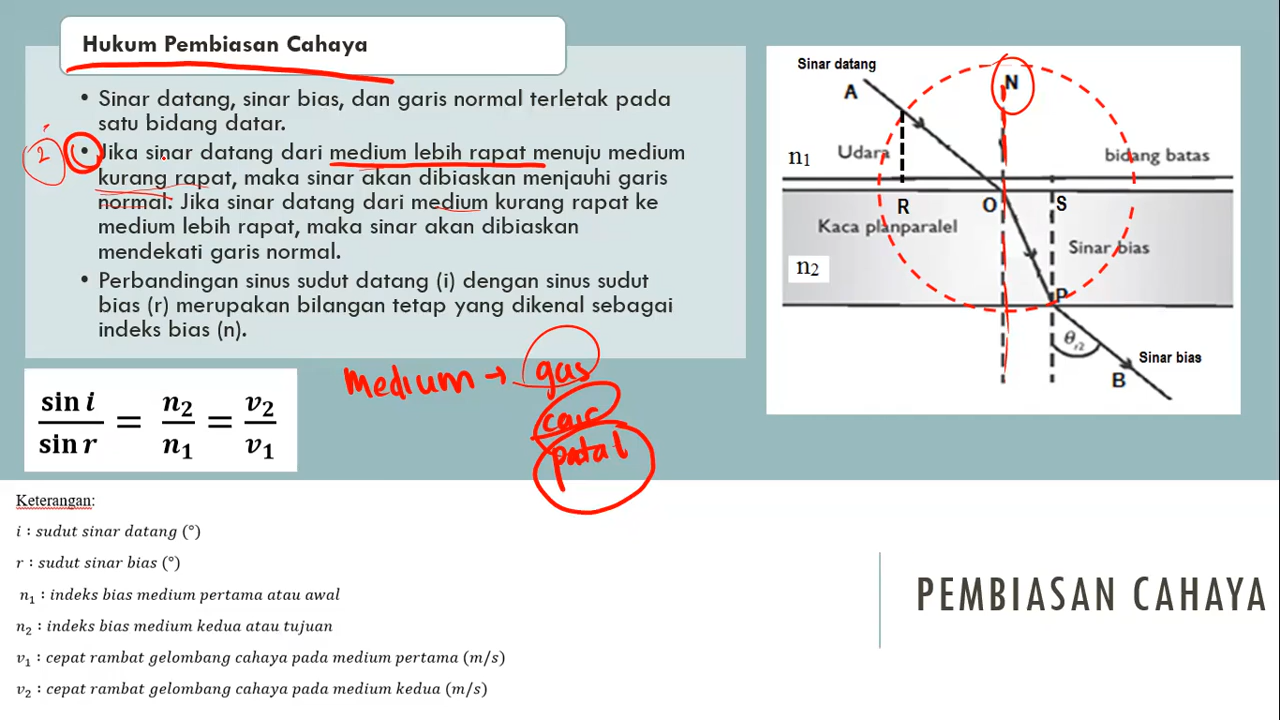 Hukum Pembiasan Cahaya
• Sinar datang, sinar bias, dan garis normal terletak pada
satu bidang datar.
2
• Jika sinar datang dari medium lebih rapat menuju medium
kurang rapat, maka sinar akan dibiaskan menjauhi garis
normal. Jika sinar datang dari medium kurang rapat ke
medium lebih rapat, maka sinar akan dibiaskan
mendekati garis normal.
• Perbandingan sinus sudut datang (i) dengan sinus sudut
bias (r) merupakan bilangan tetap yang dikenal sebagai
indeks bias (n).
medium → gas
cair
padat
sin i / sin r = n₂ / n₁ = v₂ / v₁
Keterangan:
i : sudut sinar datang (°)
r : sudut sinar bias (°)
n₁ : indeks bias medium pertama atau awal
n₂ : indeks bias medium kedua atau tujuan
v₁ : cepat rambat gelombang cahaya pada medium pertama (m/s)
v₂ : cepat rambat gelombang cahaya pada medium kedua (m/s)
Sinar datang
A
N
n₁
Udara
bidang batas
R
O
S
Kaca planparalel
Sinar bias
n₂
P
θr2
Sinar bias
B
PEMBIASAN CAHAYA